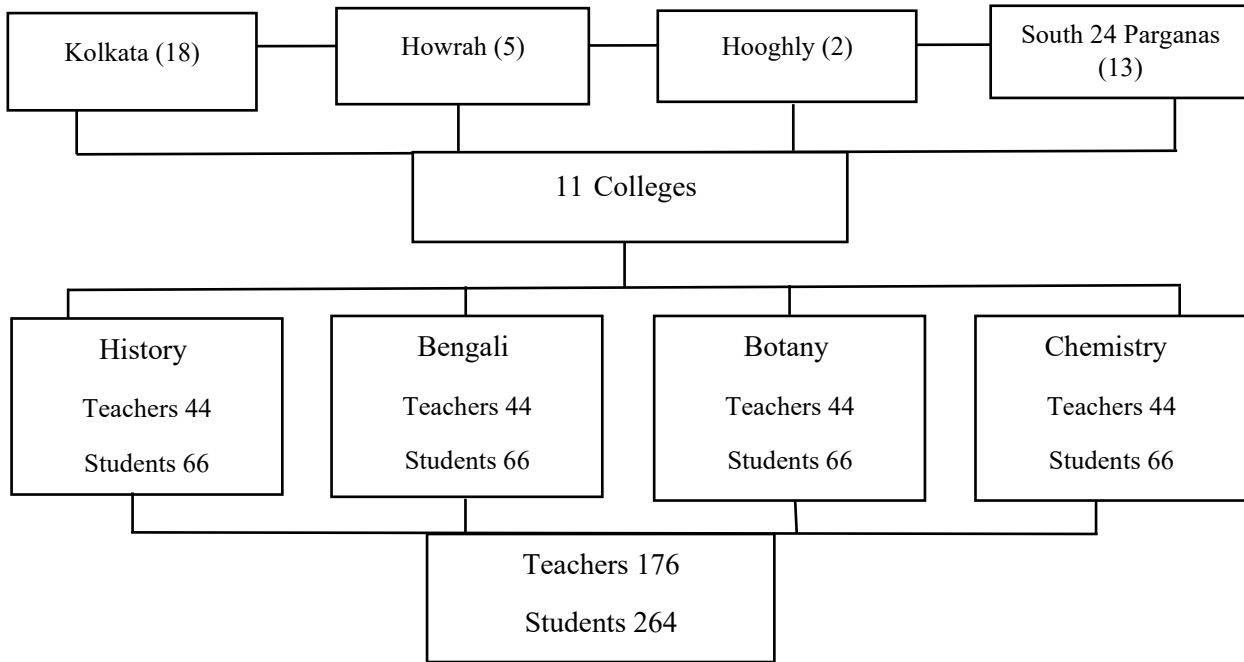 Kolkata (18)
Howrah (5)
Hooghly (2)
South 24 Parganas
(13)
11 Colleges
History
Teachers 44
Students 66
Bengali
Teachers 44
Students 66
Botany
Teachers 44
Students 66
Chemistry
Teachers 44
Students 66
Teachers 176
Students 264